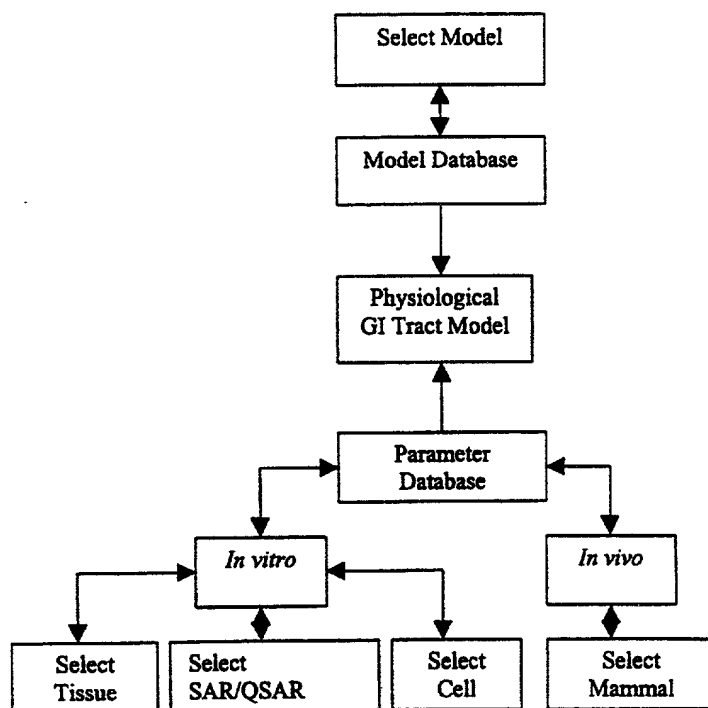 Select Model
Model Database
Physiological
GI Tract Model
Parameter
Database
In vitro
In vivo
Select
Tissue
Select
SAR/QSAR
Select
Cell
Select
Mammal